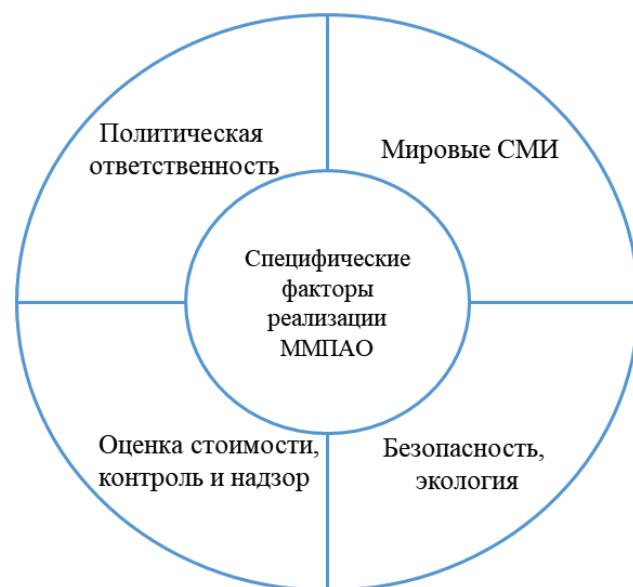 Политическая
ответственность
Мировые СМИ
Специфические
факторы
реализации
ММПАО
Оценка стоимости,
контроль и надзор
Безопасность,
экология